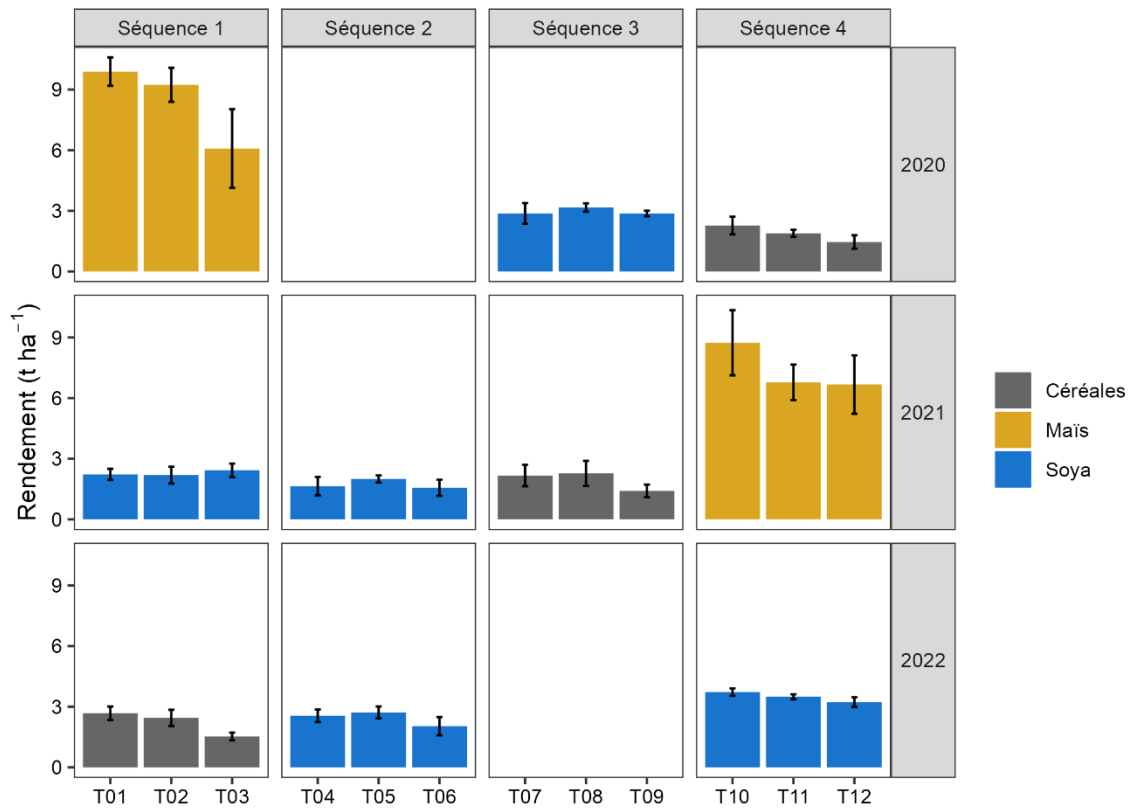 Séquence 1 Séquence 2 Séquence 3 Séquence 4
Rendement (t ha⁻¹)
9
6
3
0
2020
9
6
3
0
2021
9
6
3
0
2022
T01 T02 T03 T04 T05 T06 T07 T08 T09 T10 T11 T12
Céréales
Maïs
Soya